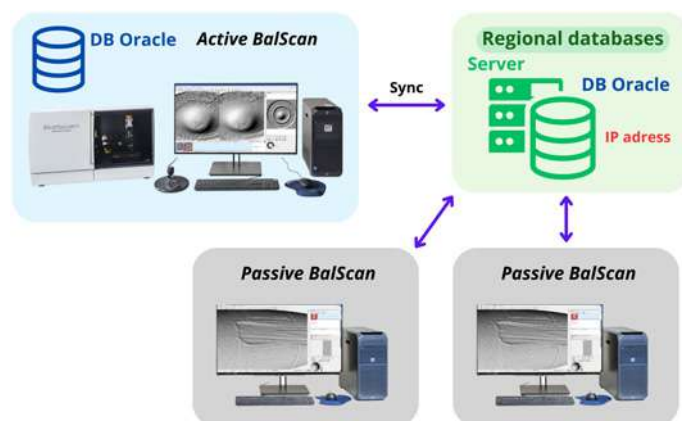 DB Oracle
Active BalScan
Sync
Regional databases
Server
DB Oracle
IP adress
Passive BalScan
Passive BalScan